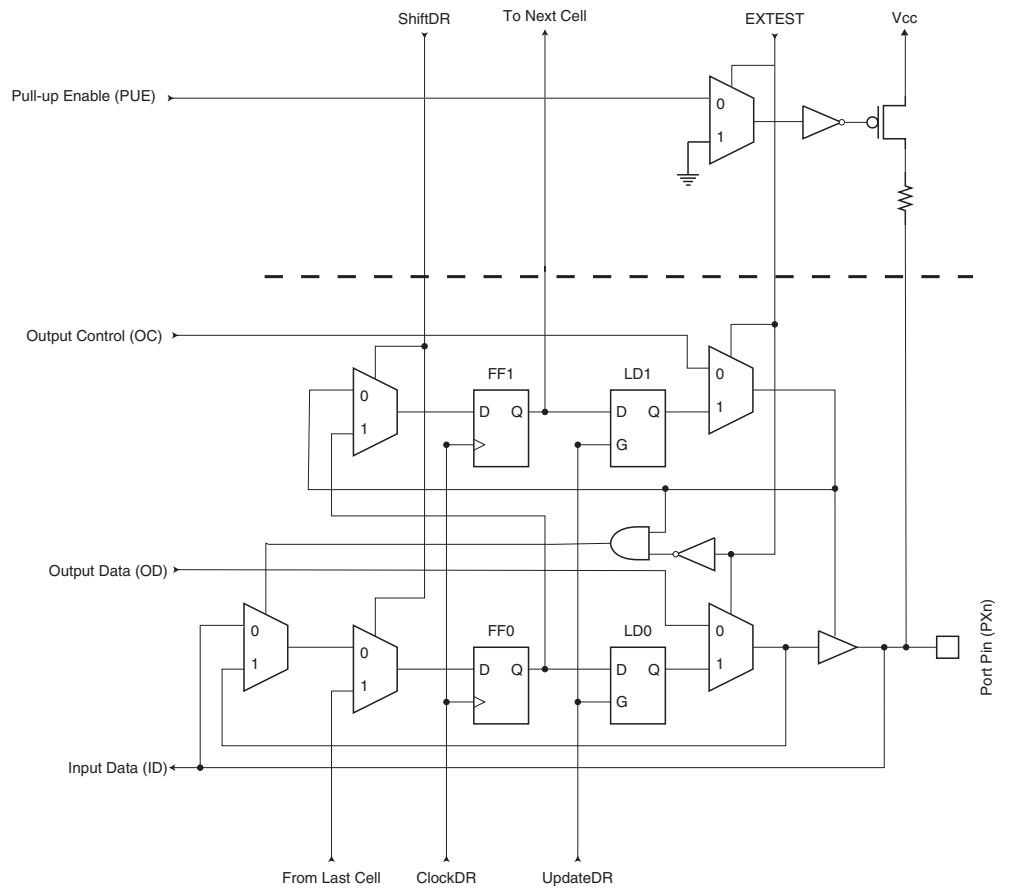 ShiftDR
To Next Cell
EXTEST
Vcc
Pull-up Enable (PUE)
0
1
Output Control (OC)
FF1
LD1
0
1
D Q
D Q
G
0
1
Output Data (OD)
FF0
LD0
0
1
0
1
D Q
D Q
G
0
1
Port Pin (PXn)
Input Data (ID)
From Last Cell
ClockDR
UpdateDR